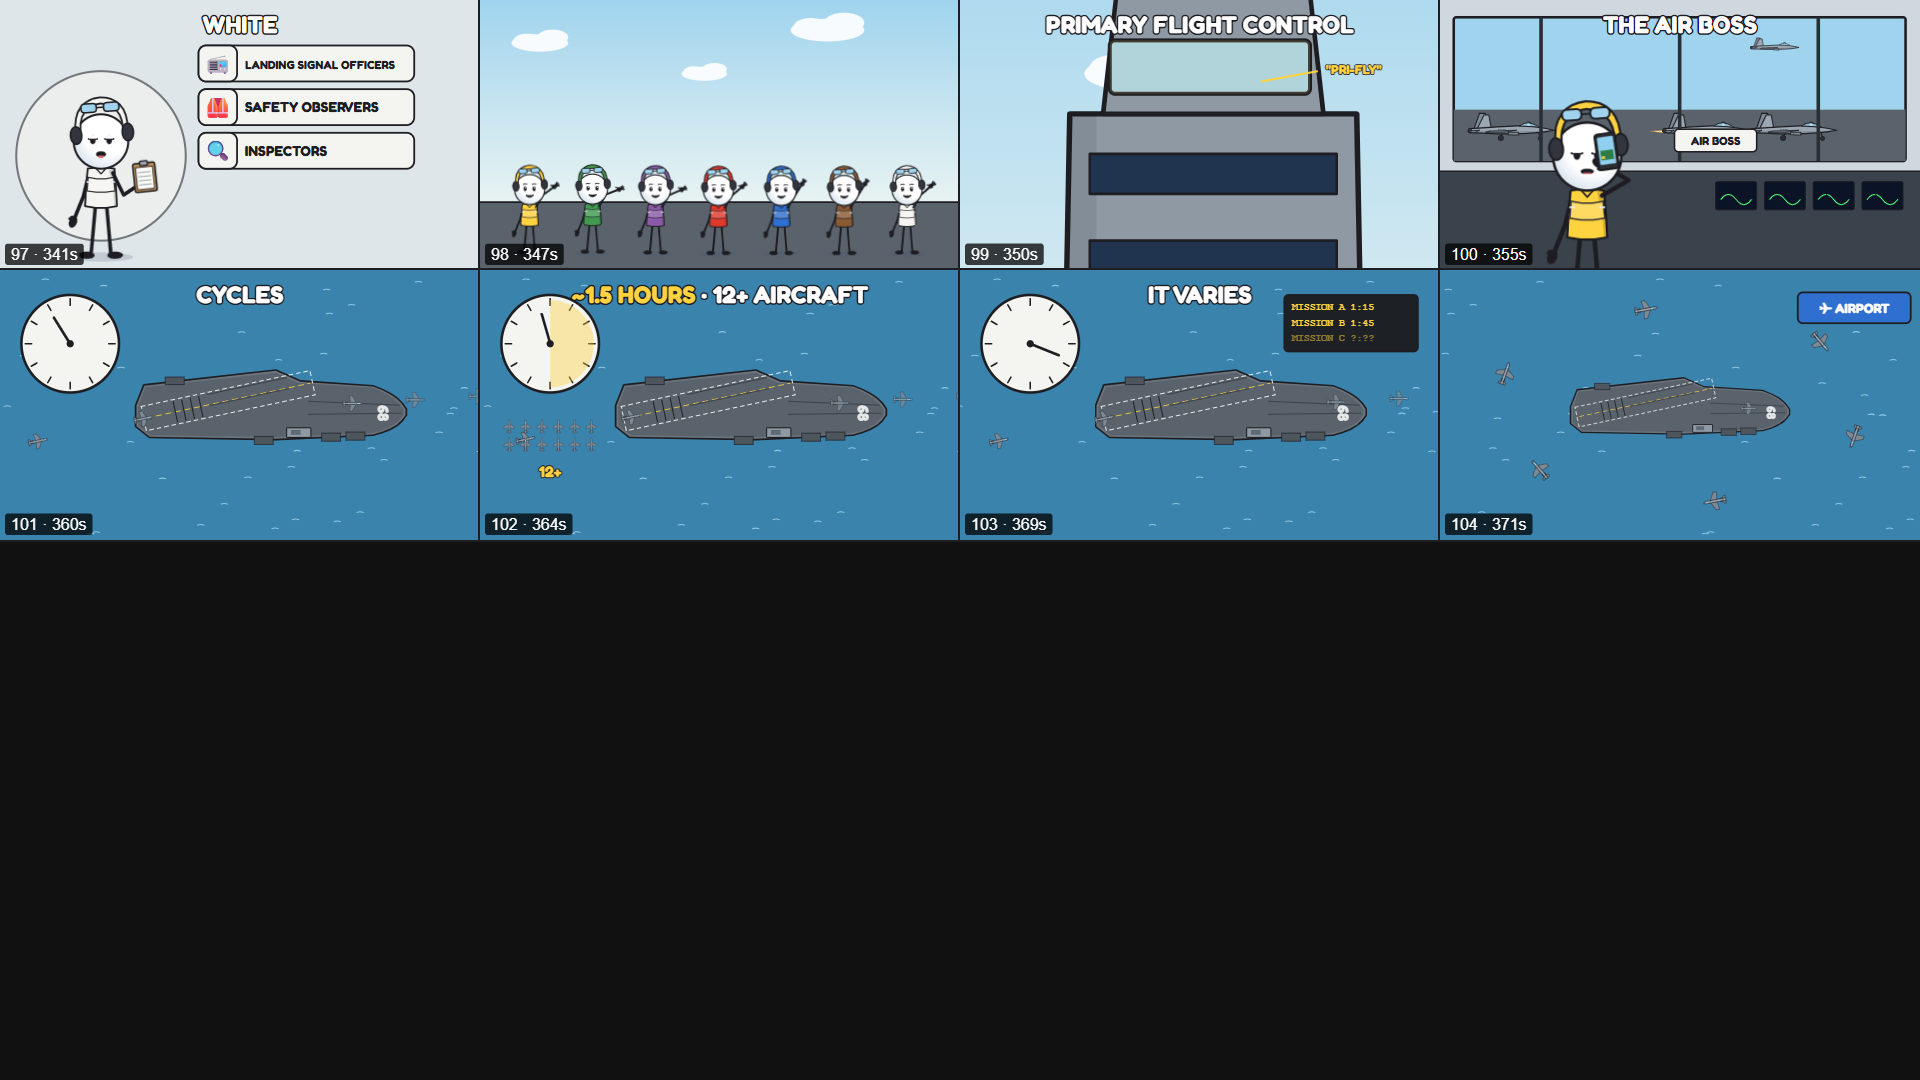 WHITE
LANDING SIGNAL OFFICERS
SAFETY OBSERVERS
INSPECTORS
97 · 341s
98 · 347s
PRIMARY FLIGHT CONTROL
"PRI-FLY"
99 · 350s
THE AIR BOSS
AIR BOSS
100 · 355s
CYCLES
101 · 360s
~1.5 HOURS · 12+ AIRCRAFT
12+
102 · 364s
IT VARIES
MISSION A 1:15
MISSION B 1:45
MISSION C ?:??
103 · 369s
✈ AIRPORT
104 · 371s